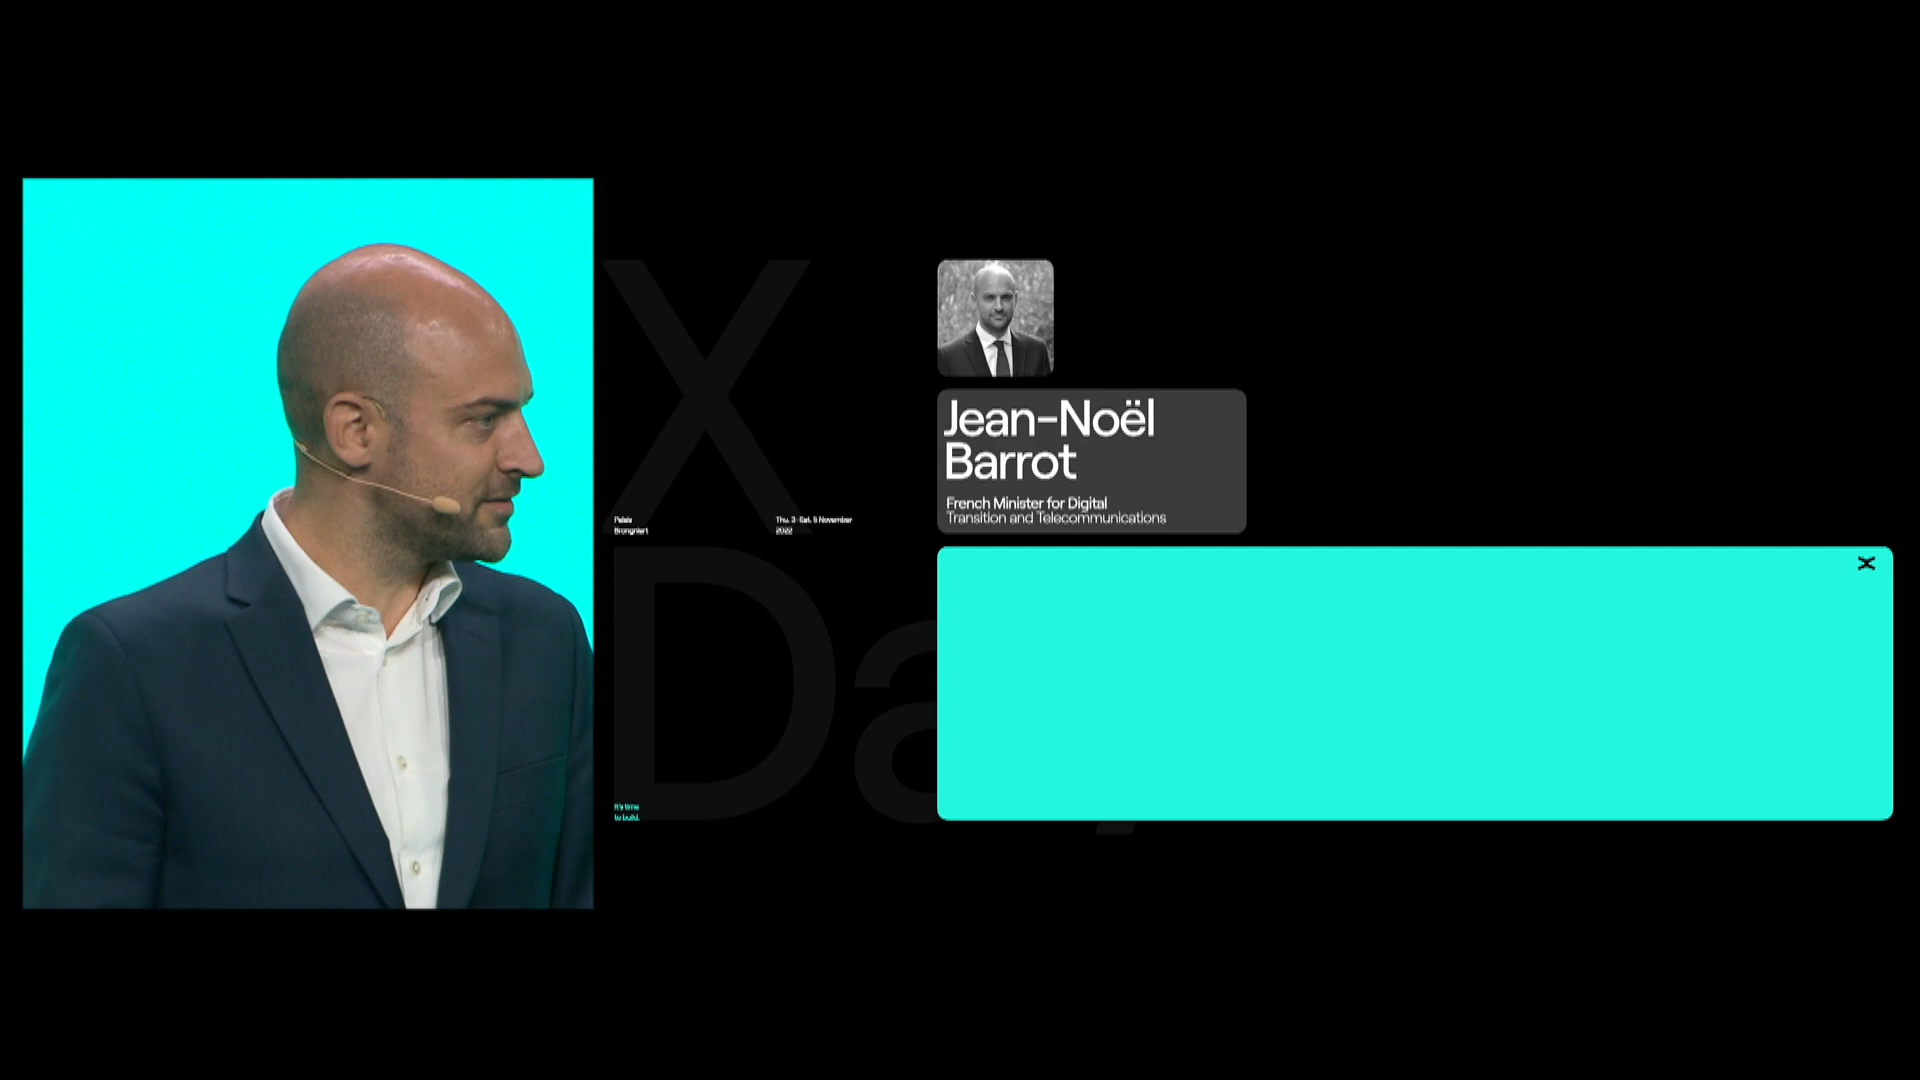 X
Palais
Brongniart
Thu. 3-Sat. 5 November
2022
Jean-Noël
Barrot
French Minister for Digital
Transition and Telecommunications
Day
It's time
to build.